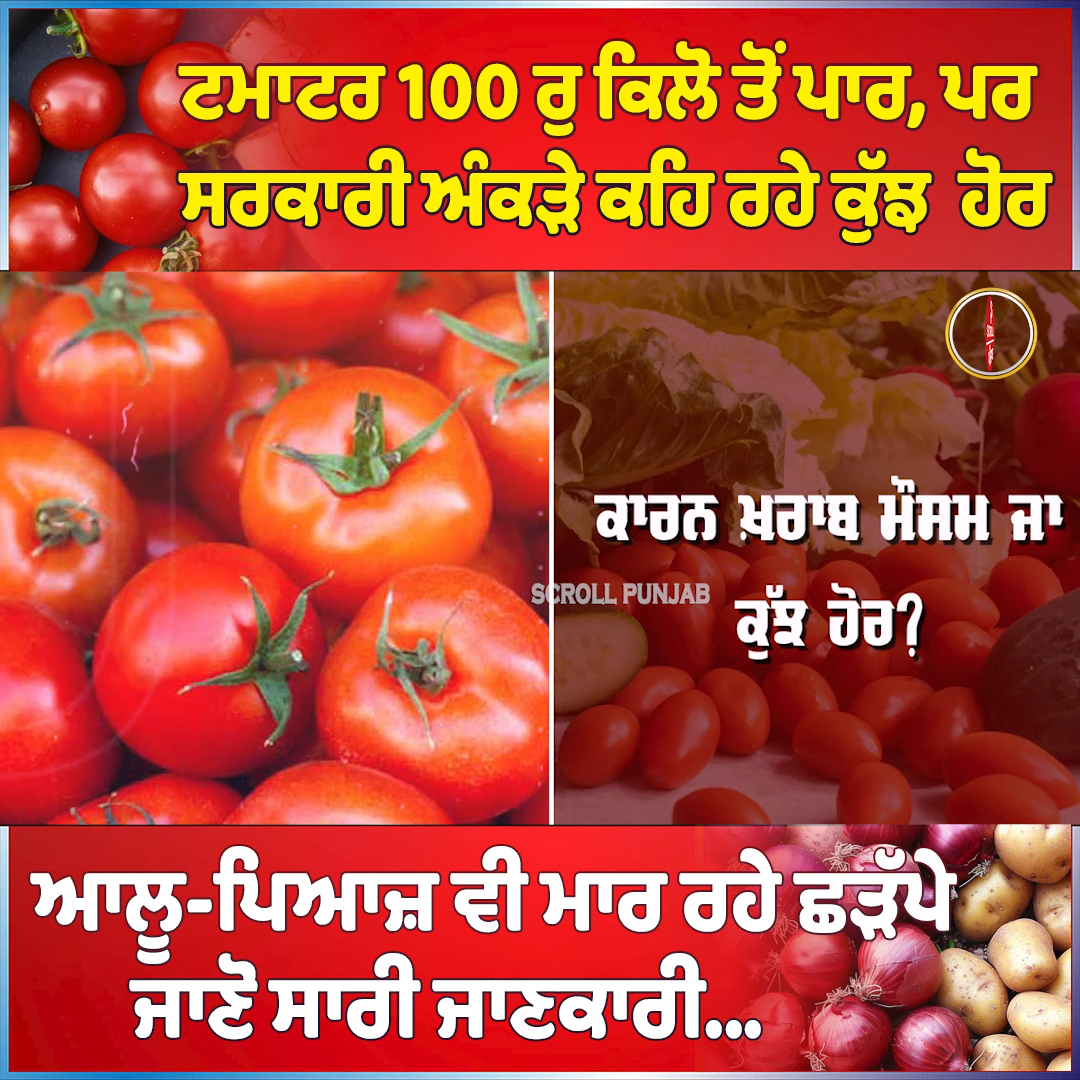 ਟਮਾਟਰ 100 ਰੁ ਕਿਲੋ ਤੋਂ ਪਾਰ, ਪਰ
ਸਰਕਾਰੀ ਅੰਕੜੇ ਕਹਿ ਰਹੇ ਕੁੱਝ ਹੋਰ
ਕਾਰਨ ਖ਼ਰਾਬ ਮੌਸਮ ਜਾ
ਕੁੱਝ ਹੋਰ?
SCROLL PUNJAB
ਆਲੂ-ਪਿਆਜ਼ ਵੀ ਮਾਰ ਰਹੇ ਛੜੱਪੇ
ਜਾਣੋ ਸਾਰੀ ਜਾਣਕਾਰੀ...